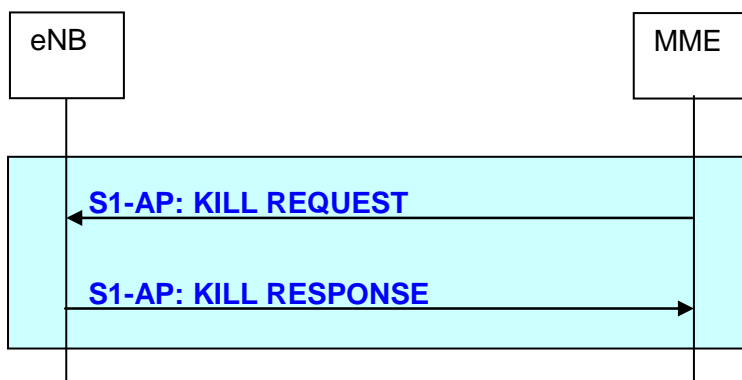 eNB
MME
S1-AP: KILL REQUEST
S1-AP: KILL RESPONSE